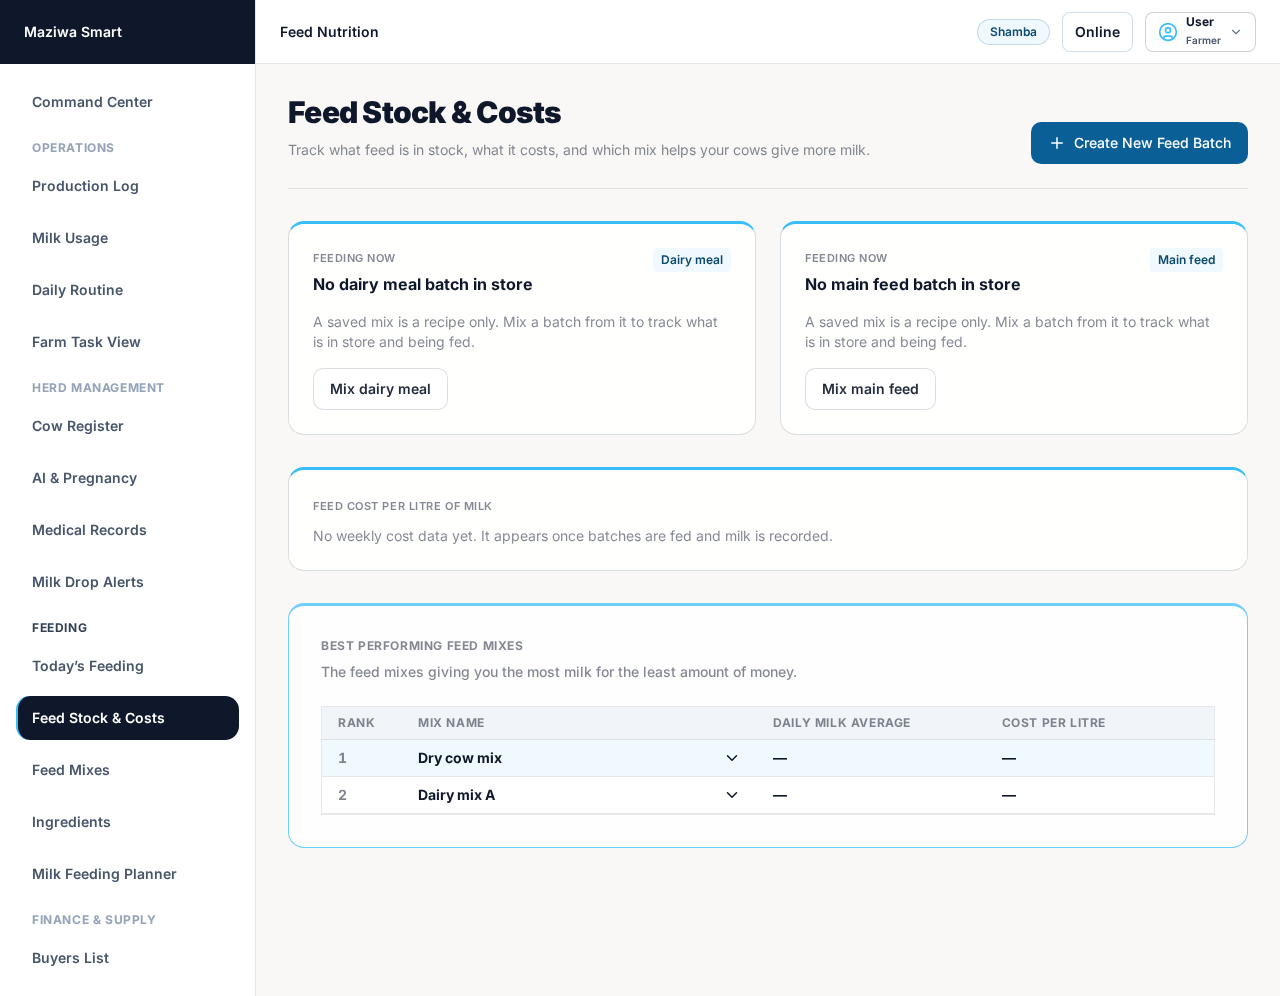 Maziwa Smart
Feed Nutrition
Shamba
Online
User
Farmer
Command Center
OPERATIONS
Production Log
Milk Usage
Daily Routine
Farm Task View
HERD MANAGEMENT
Cow Register
AI & Pregnancy
Medical Records
Milk Drop Alerts
FEEDING
Today’s Feeding
Feed Stock & Costs
Feed Mixes
Ingredients
Milk Feeding Planner
FINANCE & SUPPLY
Buyers List
Feed Stock & Costs
Track what feed is in stock, what it costs, and which mix helps your cows give more milk.
Create New Feed Batch
FEEDING NOW
Dairy meal
No dairy meal batch in store
A saved mix is a recipe only. Mix a batch from it to track what
is in store and being fed.
Mix dairy meal
FEEDING NOW
Main feed
No main feed batch in store
A saved mix is a recipe only. Mix a batch from it to track what
is in store and being fed.
Mix main feed
FEED COST PER LITRE OF MILK
No weekly cost data yet. It appears once batches are fed and milk is recorded.
BEST PERFORMING FEED MIXES
The feed mixes giving you the most milk for the least amount of money.
RANK MIX NAME DAILY MILK AVERAGE COST PER LITRE
1 Dry cow mix — —
2 Dairy mix A — —